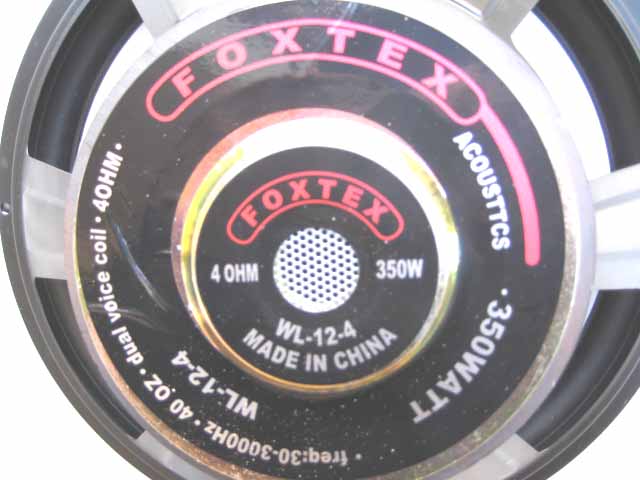 FOXTEX
ACOUSTTCS
· 350WATT
WL-12-4
· freq:30-3000Hz · 40 OZ · dual voice coil · 4OHM ·
FOXTEX
4 OHM 350W
WL-12-4
MADE IN CHINA